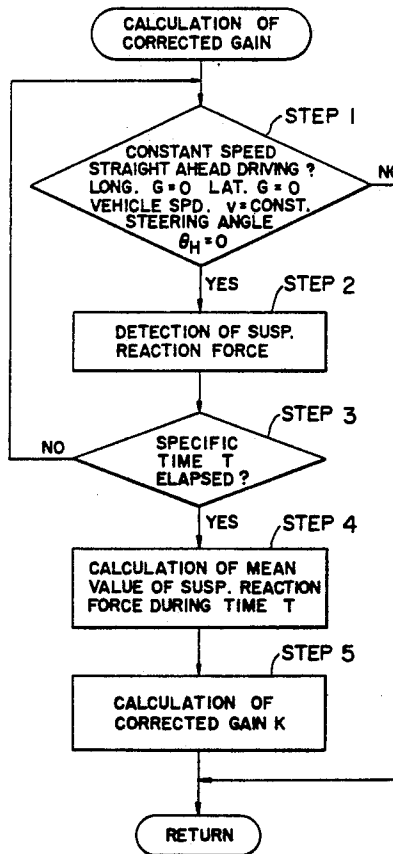 CALCULATION OF
CORRECTED GAIN
STEP 1
CONSTANT SPEED
STRAIGHT AHEAD DRIVING ?
LONG. G=0 LAT. G=0
VEHICLE SPD. v=CONST.
STEERING ANGLE
θH=0
NO
YES
STEP 2
DETECTION OF SUSP.
REACTION FORCE
STEP 3
NO
SPECIFIC
TIME T
ELAPSED ?
YES
STEP 4
CALCULATION OF MEAN
VALUE OF SUSP. REACTION
FORCE DURING TIME T
STEP 5
CALCULATION OF
CORRECTED GAIN K
RETURN